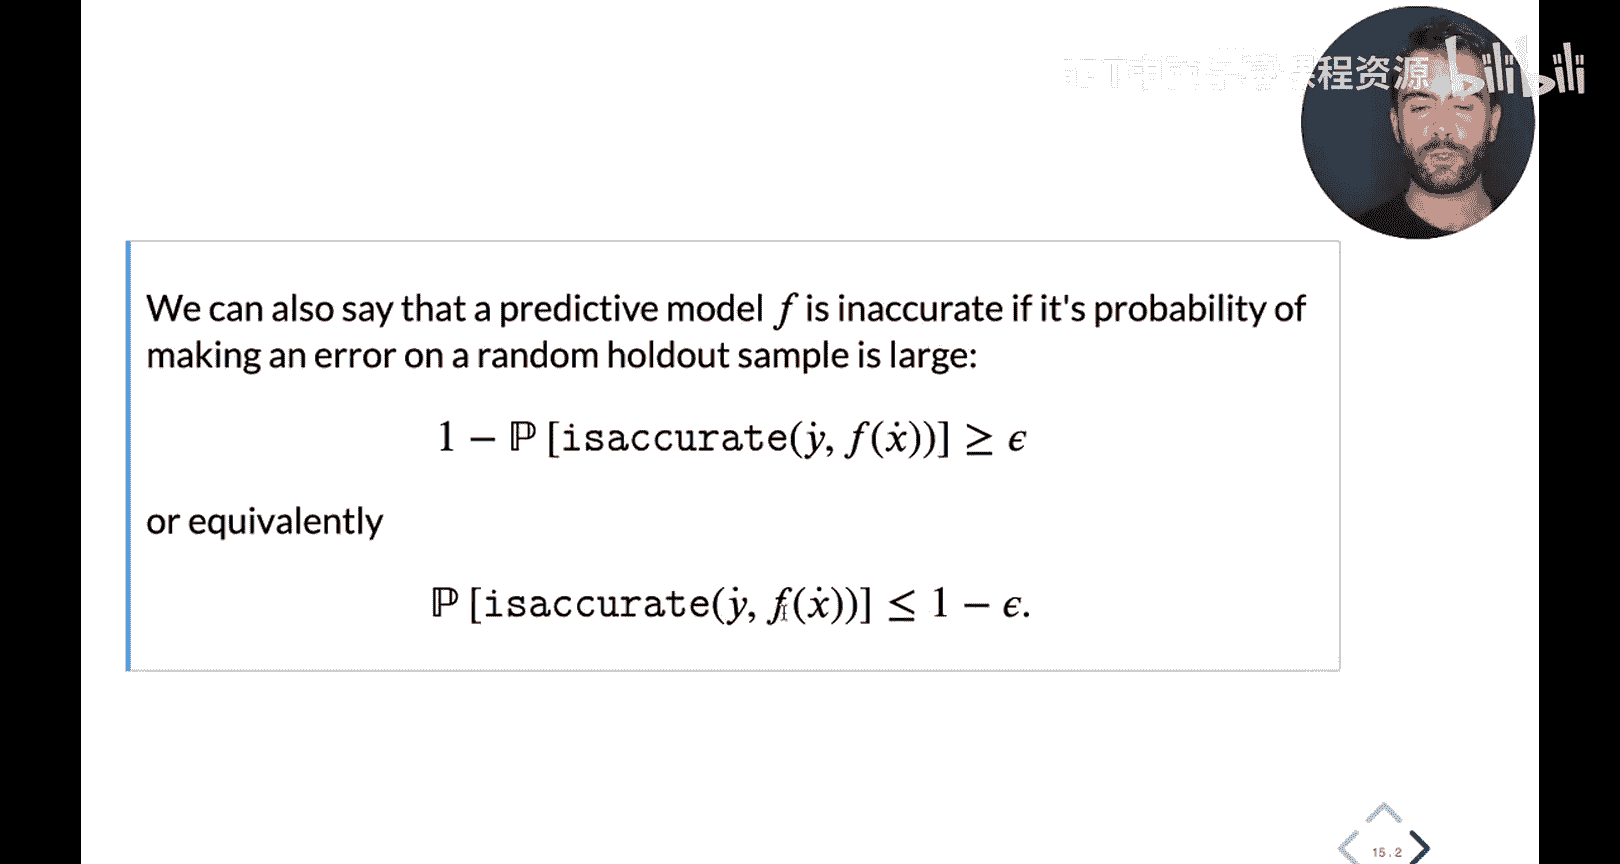 程资源 bilibili
We can also say that a predictive model f is inaccurate if it's probability of
making an error on a random holdout sample is large:
1 − ℙ [isaccurate(ẏ, f(ẋ))] ≥ ϵ
or equivalently
ℙ [isaccurate(ẏ, f(ẋ))] ≤ 1 − ϵ.
15.2